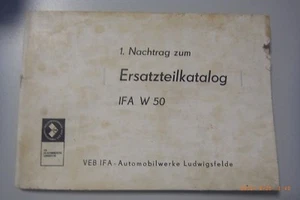 1. Nachtrag zum
Ersatzteilkatalog
IFA W 50
VEB IFA-Automobilwerke Ludwigsfelde